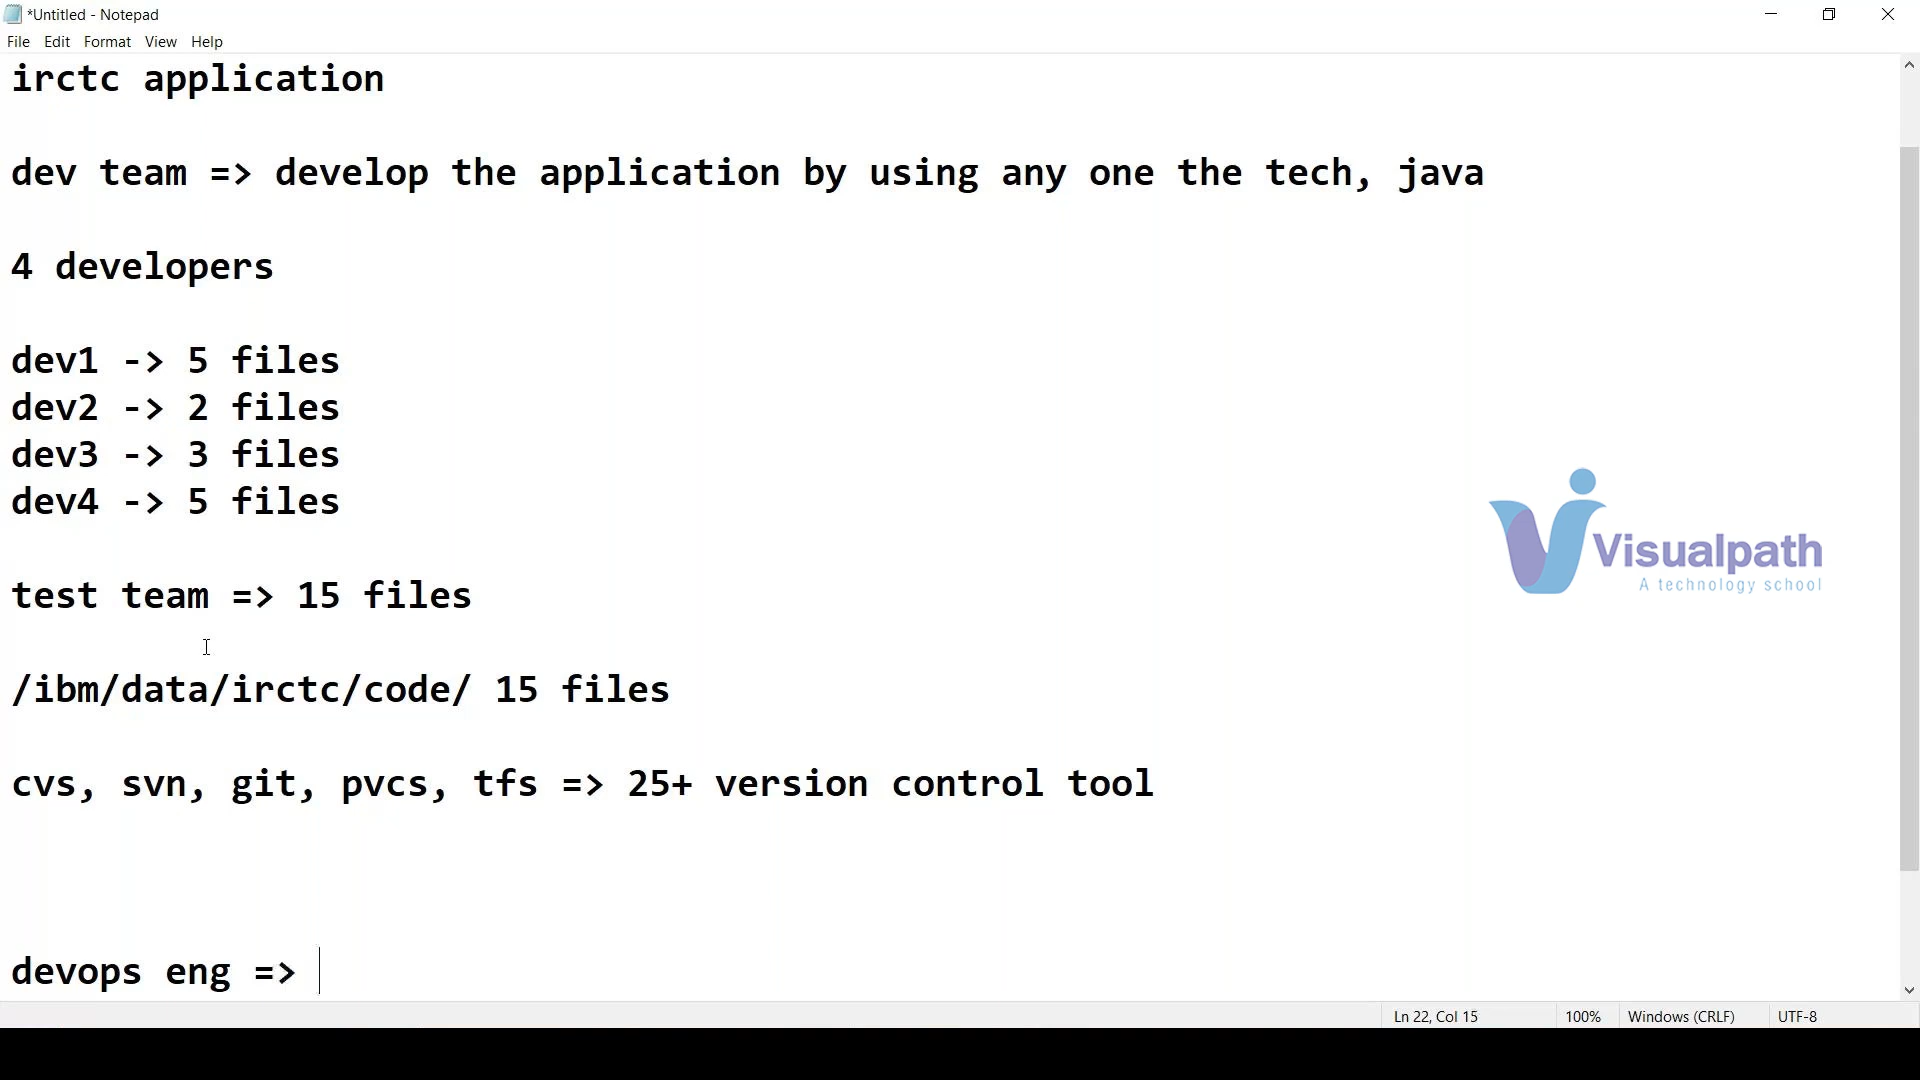 *Untitled - Notepad
File Edit Format View Help
irctc application
dev team => develop the application by using any one the tech, java
4 developers
dev1 -> 5 files
dev2 -> 2 files
dev3 -> 3 files
dev4 -> 5 files
test team => 15 files
/ibm/data/irctc/code/ 15 files
cvs, svn, git, pvcs, tfs => 25+ version control tool
devops eng =>
Visualpath
A technology school
Ln 22, Col 15 100% Windows (CRLF) UTF-8